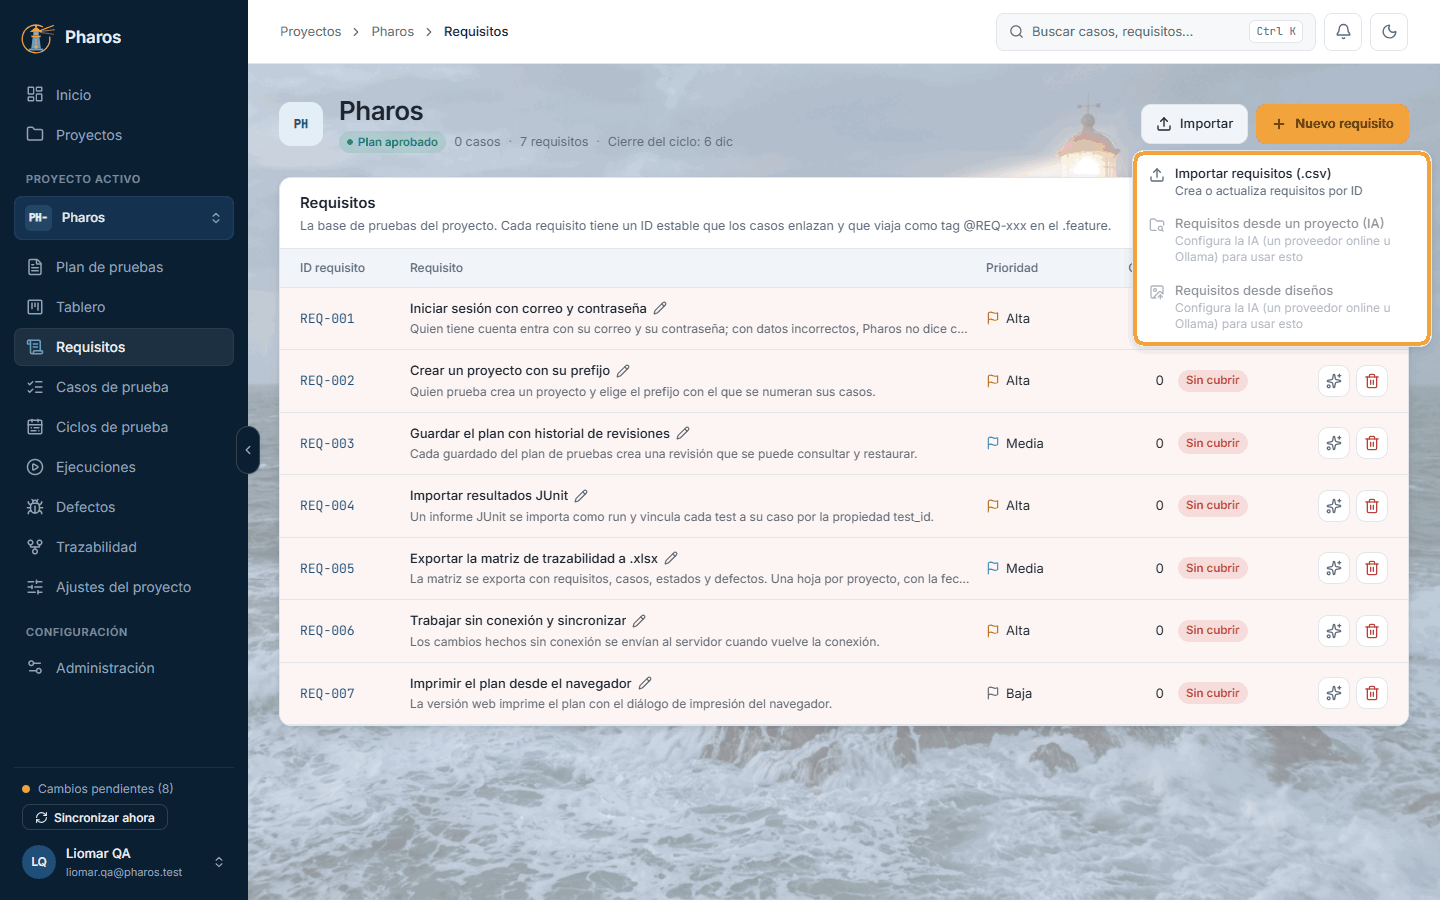 Pharos
Inicio
Proyectos
PROYECTO ACTIVO
PH-
Pharos
Plan de pruebas
Tablero
Requisitos
Casos de prueba
Ciclos de prueba
Ejecuciones
Defectos
Trazabilidad
Ajustes del proyecto
CONFIGURACIÓN
Administración
Cambios pendientes (8)
Sincronizar ahora
LQ
Liomar QA
liomar.qa@pharos.test
Proyectos > Pharos > Requisitos
Buscar casos, requisitos...
Ctrl K
PH
Pharos
Plan aprobado 0 casos · 7 requisitos · Cierre del ciclo: 6 dic
Importar
Nuevo requisito
Importar requisitos (.csv)
Crea o actualiza requisitos por ID
Requisitos desde un proyecto (IA)
Configura la IA (un proveedor online u
Ollama) para usar esto
Requisitos desde diseños
Configura la IA (un proveedor online u
Ollama) para usar esto
Requisitos
La base de pruebas del proyecto. Cada requisito tiene un ID estable que los casos enlazan y que viaja como tag @REQ-xxx en el .feature.
ID requisito Requisito Prioridad
REQ-001 Iniciar sesión con correo y contraseña Alta
Quien tiene cuenta entra con su correo y su contraseña; con datos incorrectos, Pharos no dice c...
REQ-002 Crear un proyecto con su prefijo Alta 0 Sin cubrir
Quien prueba crea un proyecto y elige el prefijo con el que se numeran sus casos.
REQ-003 Guardar el plan con historial de revisiones Media 0 Sin cubrir
Cada guardado del plan de pruebas crea una revisión que se puede consultar y restaurar.
REQ-004 Importar resultados JUnit Alta 0 Sin cubrir
Un informe JUnit se importa como run y vincula cada test a su caso por la propiedad test_id.
REQ-005 Exportar la matriz de trazabilidad a .xlsx Media 0 Sin cubrir
La matriz se exporta con requisitos, casos, estados y defectos. Una hoja por proyecto, con la fec...
REQ-006 Trabajar sin conexión y sincronizar Alta 0 Sin cubrir
Los cambios hechos sin conexión se envían al servidor cuando vuelve la conexión.
REQ-007 Imprimir el plan desde el navegador Baja 0 Sin cubrir
La versión web imprime el plan con el diálogo de impresión del navegador.